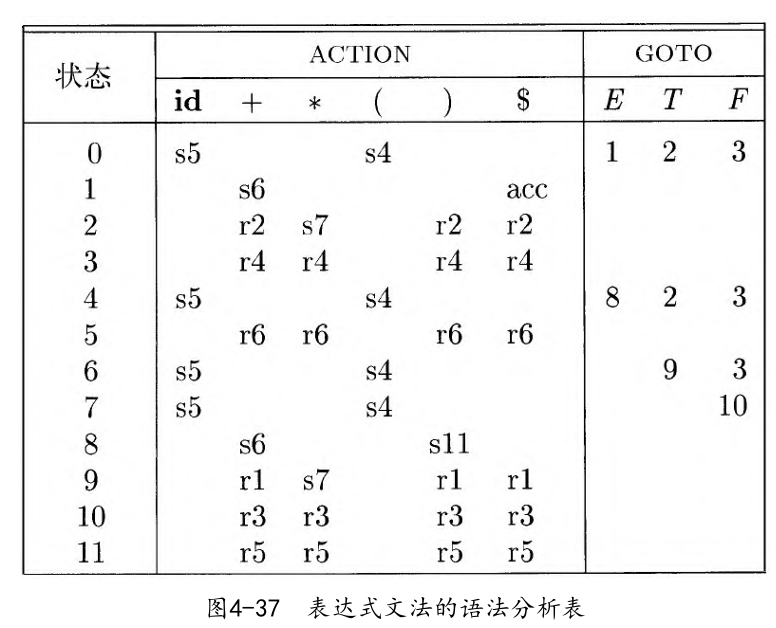 状态 ACTION GOTO
id + * ( ) $ E T F
0 s5 s4 1 2 3
1 s6 acc
2 r2 s7 r2 r2
3 r4 r4 r4 r4
4 s5 s4 8 2 3
5 r6 r6 r6 r6
6 s5 s4 9 3
7 s5 s4 10
8 s6 s11
9 r1 s7 r1 r1
10 r3 r3 r3 r3
11 r5 r5 r5 r5
图4-37 表达式文法的语法分析表